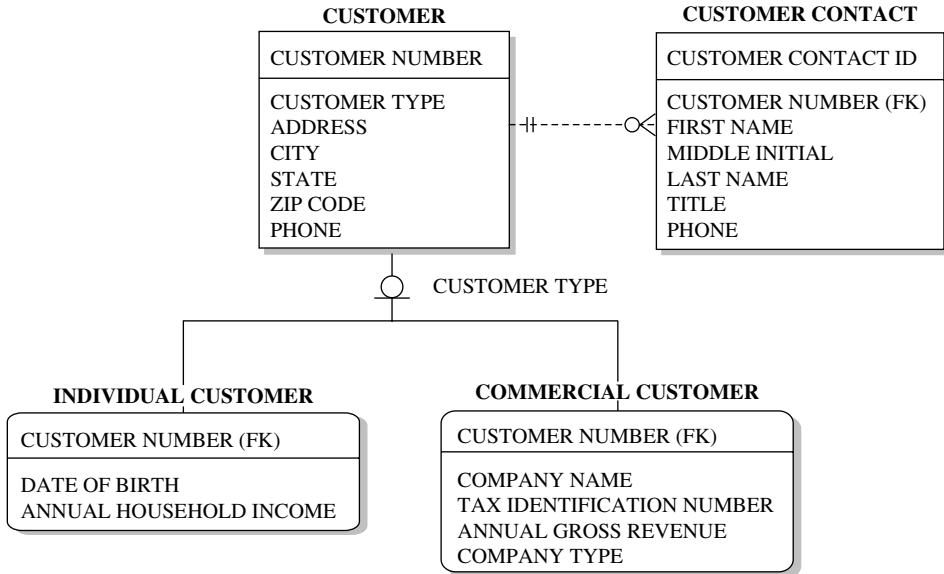 CUSTOMER
CUSTOMER NUMBER
CUSTOMER TYPE
ADDRESS
CITY
STATE
ZIP CODE
PHONE
CUSTOMER CONTACT
CUSTOMER CONTACT ID
CUSTOMER NUMBER (FK)
FIRST NAME
MIDDLE INITIAL
LAST NAME
TITLE
PHONE
CUSTOMER TYPE
INDIVIDUAL CUSTOMER
CUSTOMER NUMBER (FK)
DATE OF BIRTH
ANNUAL HOUSEHOLD INCOME
COMMERCIAL CUSTOMER
CUSTOMER NUMBER (FK)
COMPANY NAME
TAX IDENTIFICATION NUMBER
ANNUAL GROSS REVENUE
COMPANY TYPE